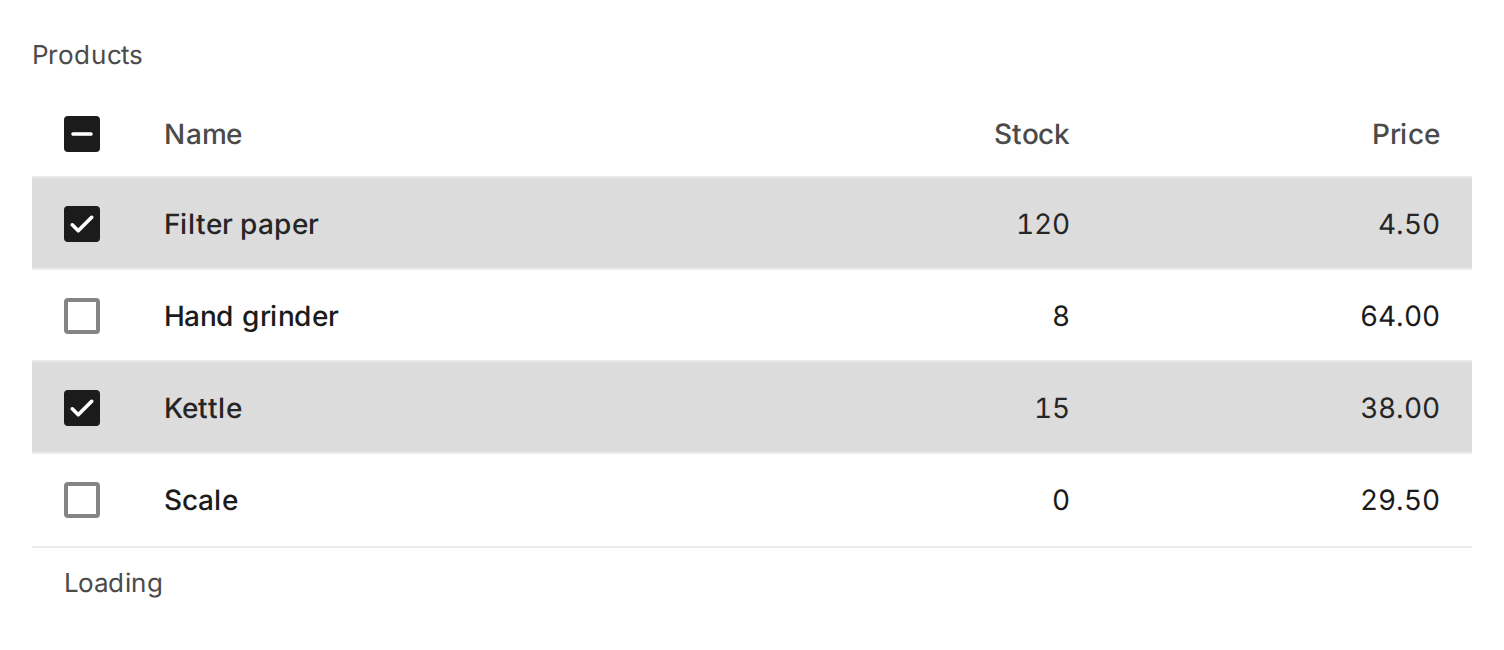 Products
Name Stock Price
Filter paper 120 4.50
Hand grinder 8 64.00
Kettle 15 38.00
Scale 0 29.50
Loading